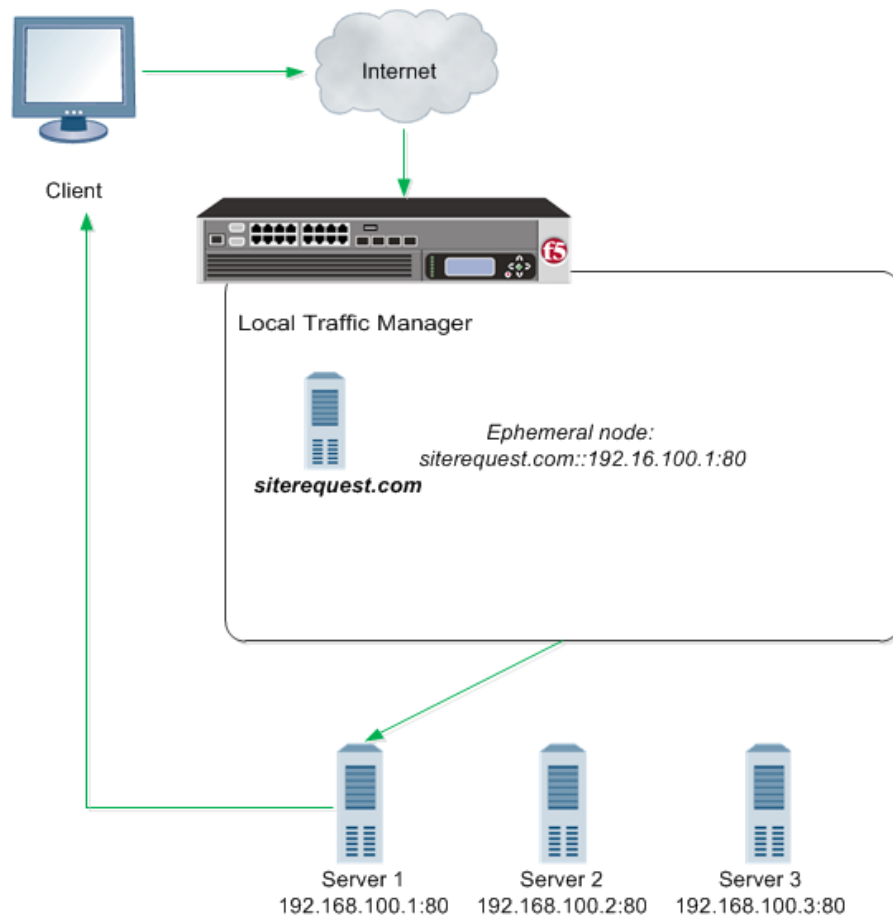 Internet
Client
f5
Local Traffic Manager
Ephemeral node:
siterequest.com::192.16.100.1:80
siterequest.com
Server 1
192.168.100.1:80
Server 2
192.168.100.2:80
Server 3
192.168.100.3:80